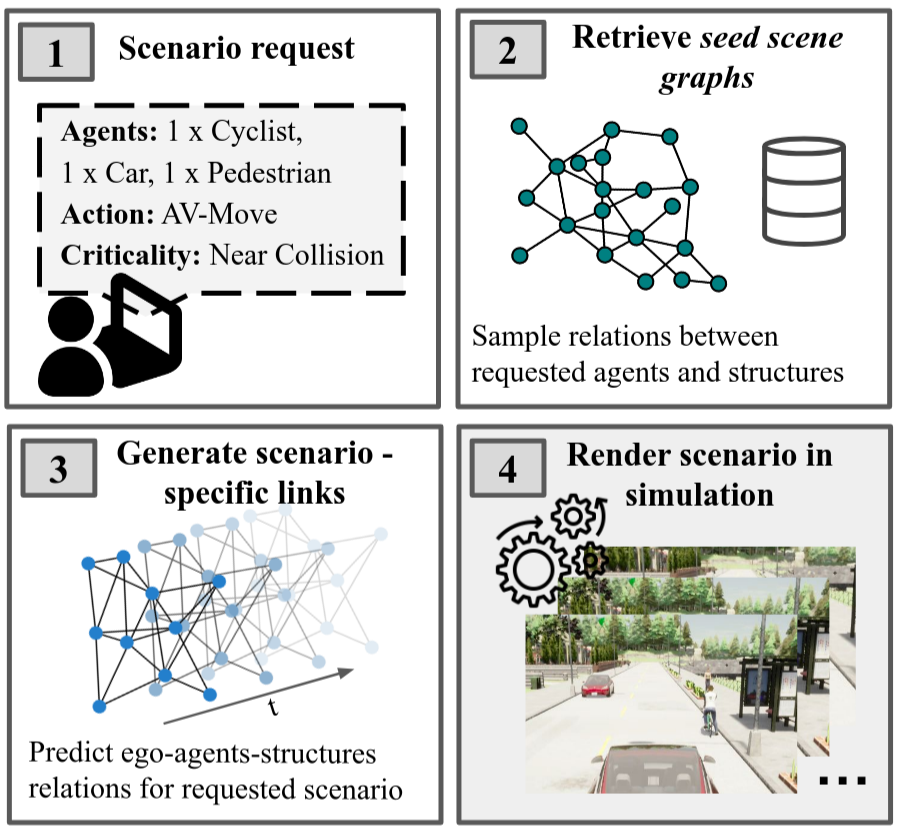 1
Scenario request
Agents: 1 x Cyclist,
1 x Car, 1 x Pedestrian
Action: AV-Move
Criticality: Near Collision
2
Retrieve seed scene
graphs
Sample relations between
requested agents and structures
3
Generate scenario -
specific links
t
Predict ego-agents-structures
relations for requested scenario
4
Render scenario in
simulation
...